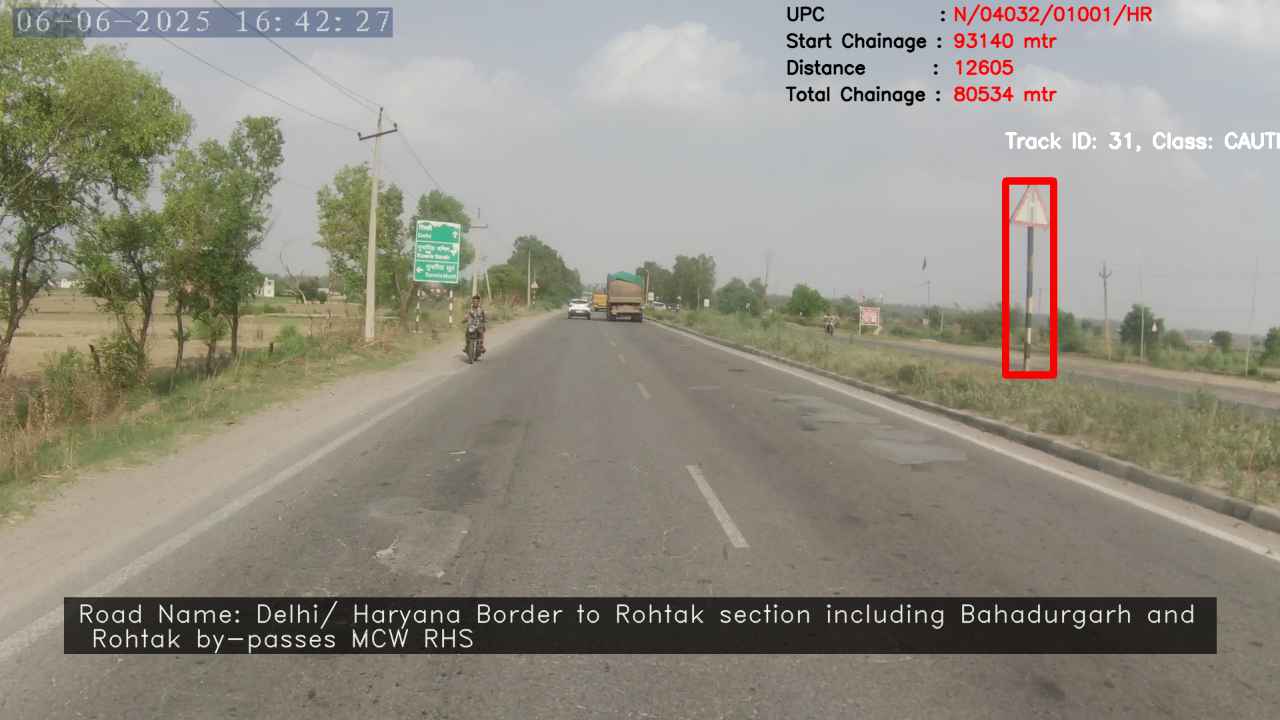 06-06-2025 16:42:27
UPC : N/04032/01001/HR
Start Chainage : 93140 mtr
Distance : 12605
Total Chainage : 80534 mtr
Track ID: 31, Class: CAUTI
दिल्ली
Delhi
Road Name: Delhi/ Haryana Border to Rohtak section including Bahadurgarh and
Rohtak by-passes MCW RHS